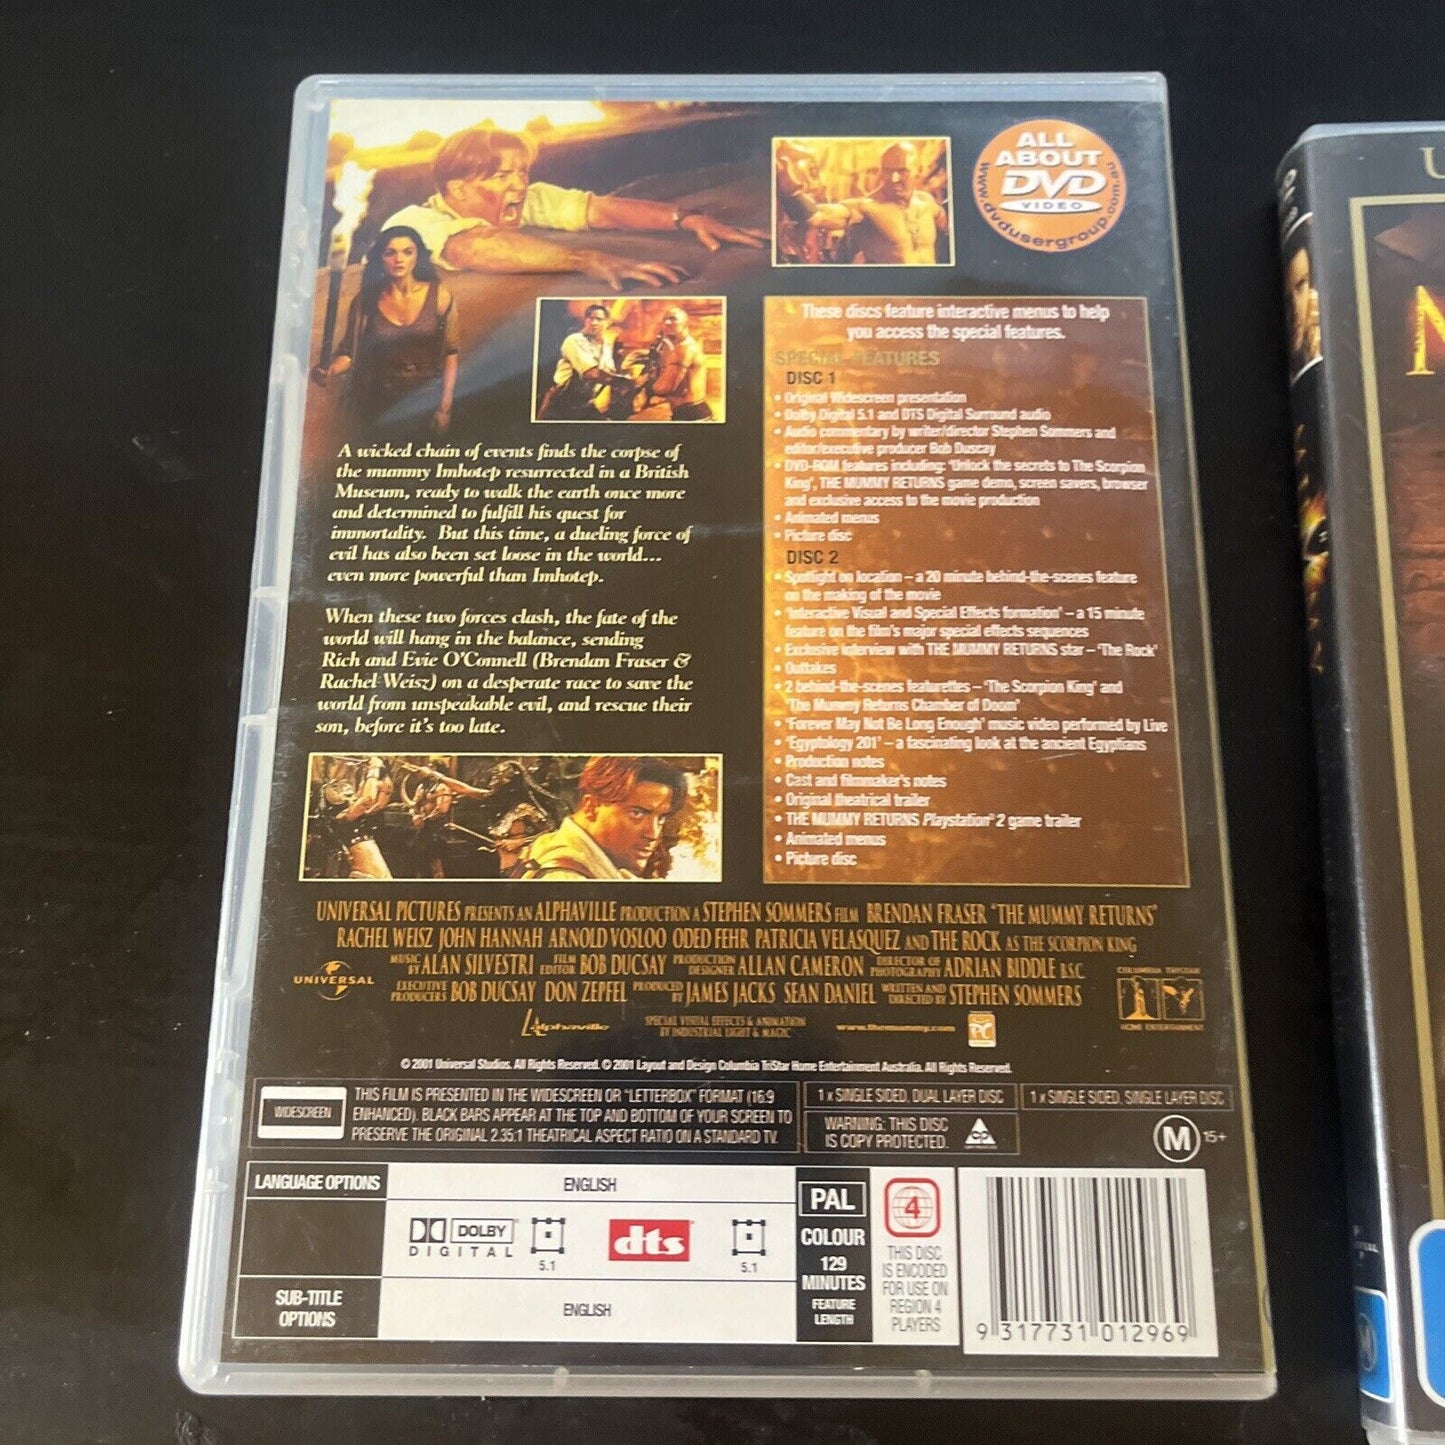 ALL
ABOUT
DVD
VIDEO
www.dvdusergroup.com.au
These discs feature interactive menus to help
you access the special features.
SPECIAL FEATURES
DISC 1
• Original Widescreen presentation
• Dolby Digital 5.1 and DTS Digital Surround audio
• Audio commentary by writer/director Stephen Sommers and
editor/executive producer Bob Duscay
• DVD-ROM features including: 'Unlock the secrets to The Scorpion
King', THE MUMMY RETURNS game demo, screen savers, browser
and exclusive access to the movie production
• Animated menus
• Picture disc
DISC 2
• Spotlight on location – a 20 minute behind-the-scenes feature
on the making of the movie
• 'Interactive Visual and Special Effects formation' – a 15 minute
feature on the film's major special effects sequences
• Exclusive interview with THE MUMMY RETURNS star – 'The Rock'
• Outtakes
• 2 behind-the-scenes featurettes – 'The Scorpion King' and
'The Mummy Returns Chamber of Doom'
• 'Forever May Not Be Long Enough' music video performed by Live
• 'Egyptology 201' – a fascinating look at the ancient Egyptians
• Production notes
• Cast and filmmaker's notes
• Original theatrical trailer
• THE MUMMY RETURNS Playstation® 2 game trailer
• Animated menus
• Picture disc
A wicked chain of events finds the corpse of
the mummy Imhotep resurrected in a British
Museum, ready to walk the earth once more
and determined to fulfill his quest for
immortality. But this time, a dueling force of
evil has also been set loose in the world...
even more powerful than Imhotep.
When these two forces clash, the fate of the
world will hang in the balance, sending
Rich and Evie O'Connell (Brendan Fraser &
Rachel Weisz) on a desperate race to save the
world from unspeakable evil, and rescue their
son, before it's too late.
UNIVERSAL PICTURES PRESENTS AN ALPHAVILLE PRODUCTION A STEPHEN SOMMERS FILM BRENDAN FRASER "THE MUMMY RETURNS"
RACHEL WEISZ JOHN HANNAH ARNOLD VOSLOO ODED FEHR PATRICIA VELASQUEZ AND THE ROCK AS THE SCORPION KING
MUSIC BY ALAN SILVESTRI FILM EDITOR BOB DUCSAY PRODUCTION DESIGNER ALLAN CAMERON DIRECTOR OF PHOTOGRAPHY ADRIAN BIDDLE B.S.C.
EXECUTIVE PRODUCERS BOB DUCSAY DON ZEPFEL PRODUCED BY JAMES JACKS SEAN DANIEL WRITTEN AND DIRECTED BY STEPHEN SOMMERS
UNIVERSAL
Alphaville
SPECIAL VISUAL EFFECTS & ANIMATION
BY INDUSTRIAL LIGHT & MAGIC
www.themummy.com
PC
COLUMBIA TRISTAR
HOME ENTERTAINMENT
© 2001 Universal Studios. All Rights Reserved. © 2001 Layout and Design Columbia TriStar Home Entertainment Australia. All Rights Reserved.
WIDESCREEN
THIS FILM IS PRESENTED IN THE WIDESCREEN OR "LETTERBOX" FORMAT (16:9
ENHANCED). BLACK BARS APPEAR AT THE TOP AND BOTTOM OF YOUR SCREEN TO
PRESERVE THE ORIGINAL 2.35:1 THEATRICAL ASPECT RATIO ON A STANDARD TV.
1 x SINGLE SIDED, DUAL LAYER DISC
1 x SINGLE SIDED, SINGLE LAYER DISC
WARNING: THIS DISC
IS COPY PROTECTED.
M 15+
LANGUAGE OPTIONS
ENGLISH
DOLBY
DIGITAL
5.1
dts
5.1
SUB-TITLE
OPTIONS
ENGLISH
PAL
COLOUR
129
MINUTES
FEATURE
LENGTH
4
THIS DISC
IS ENCODED
FOR USE ON
REGION 4
PLAYERS
9 317731 012969
U
M
M